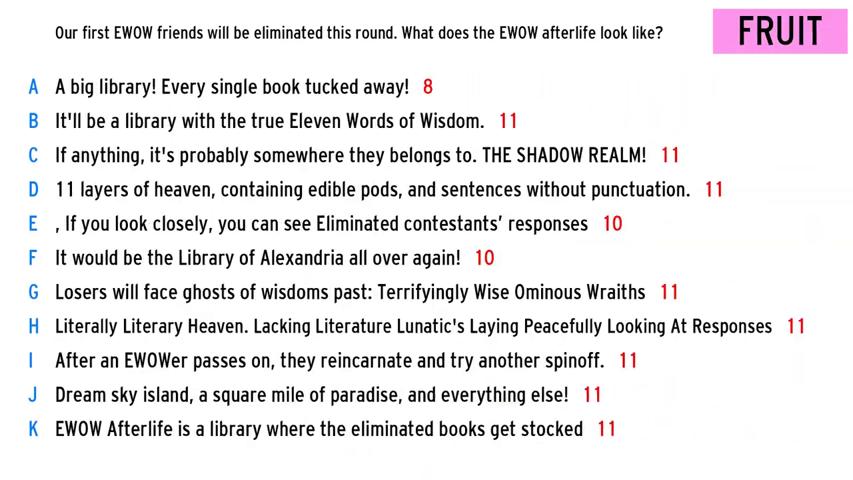 Our first EWOW friends will be eliminated this round. What does the EWOW afterlife look like?
FRUIT
A A big library! Every single book tucked away! 8
B It'll be a library with the true Eleven Words of Wisdom. 11
C If anything, it's probably somewhere they belongs to. THE SHADOW REALM! 11
D 11 layers of heaven, containing edible pods, and sentences without punctuation. 11
E , If you look closely, you can see Eliminated contestants’ responses 10
F It would be the Library of Alexandria all over again! 10
G Losers will face ghosts of wisdoms past: Terrifyingly Wise Ominous Wraiths 11
H Literally Literary Heaven. Lacking Literature Lunatic's Laying Peacefully Looking At Responses 11
I After an EWOWer passes on, they reincarnate and try another spinoff. 11
J Dream sky island, a square mile of paradise, and everything else! 11
K EWOW Afterlife is a library where the eliminated books get stocked 11